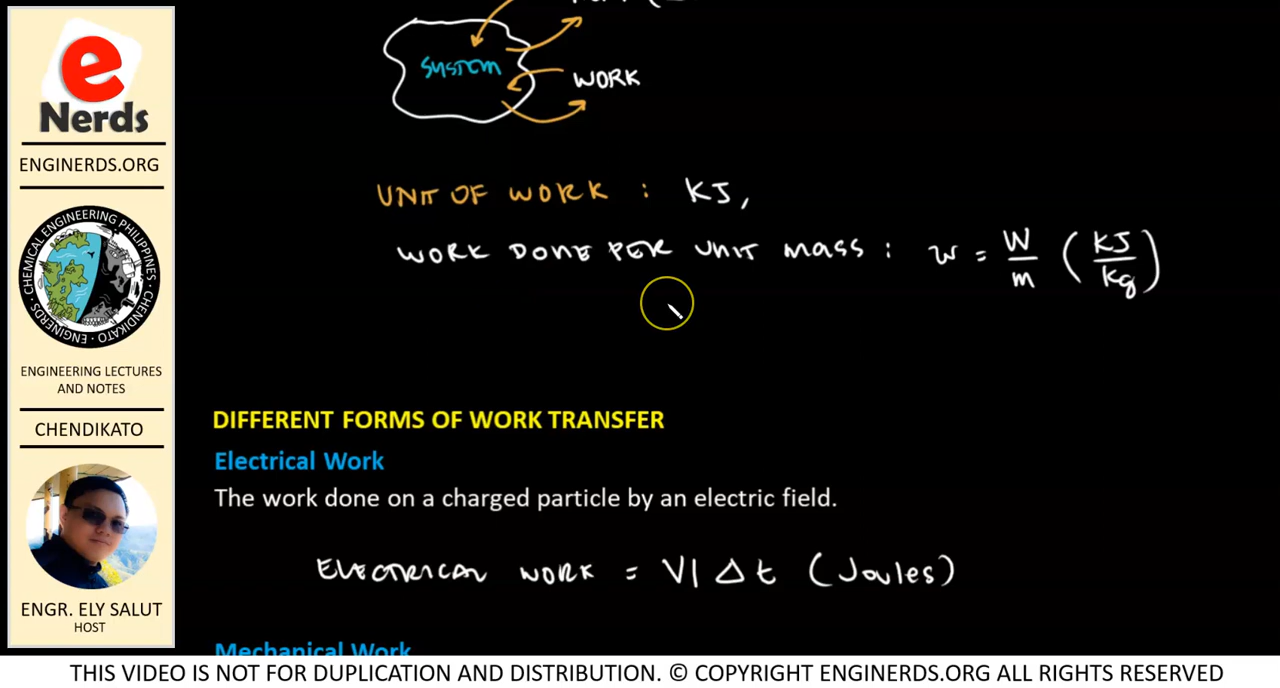 SYSTEM
WORK
UNIT OF WORK : KJ,
WORK DONE PER UNIT MASS : w = W/m (KJ/Kg)
DIFFERENT FORMS OF WORK TRANSFER
Electrical Work
The work done on a charged particle by an electric field.
ELECTRICAL WORK = VI Δt (Joules)
Mechanical Work
e
Nerds
ENGINERDS.ORG
CHEMICAL ENGINEERING PHILIPPINES
· CHENDIKATO · ENGINERDS ·
ENGINEERING LECTURES
AND NOTES
CHENDIKATO
ENGR. ELY SALUT
HOST
THIS VIDEO IS NOT FOR DUPLICATION AND DISTRIBUTION. © COPYRIGHT ENGINERDS.ORG ALL RIGHTS RESERVED